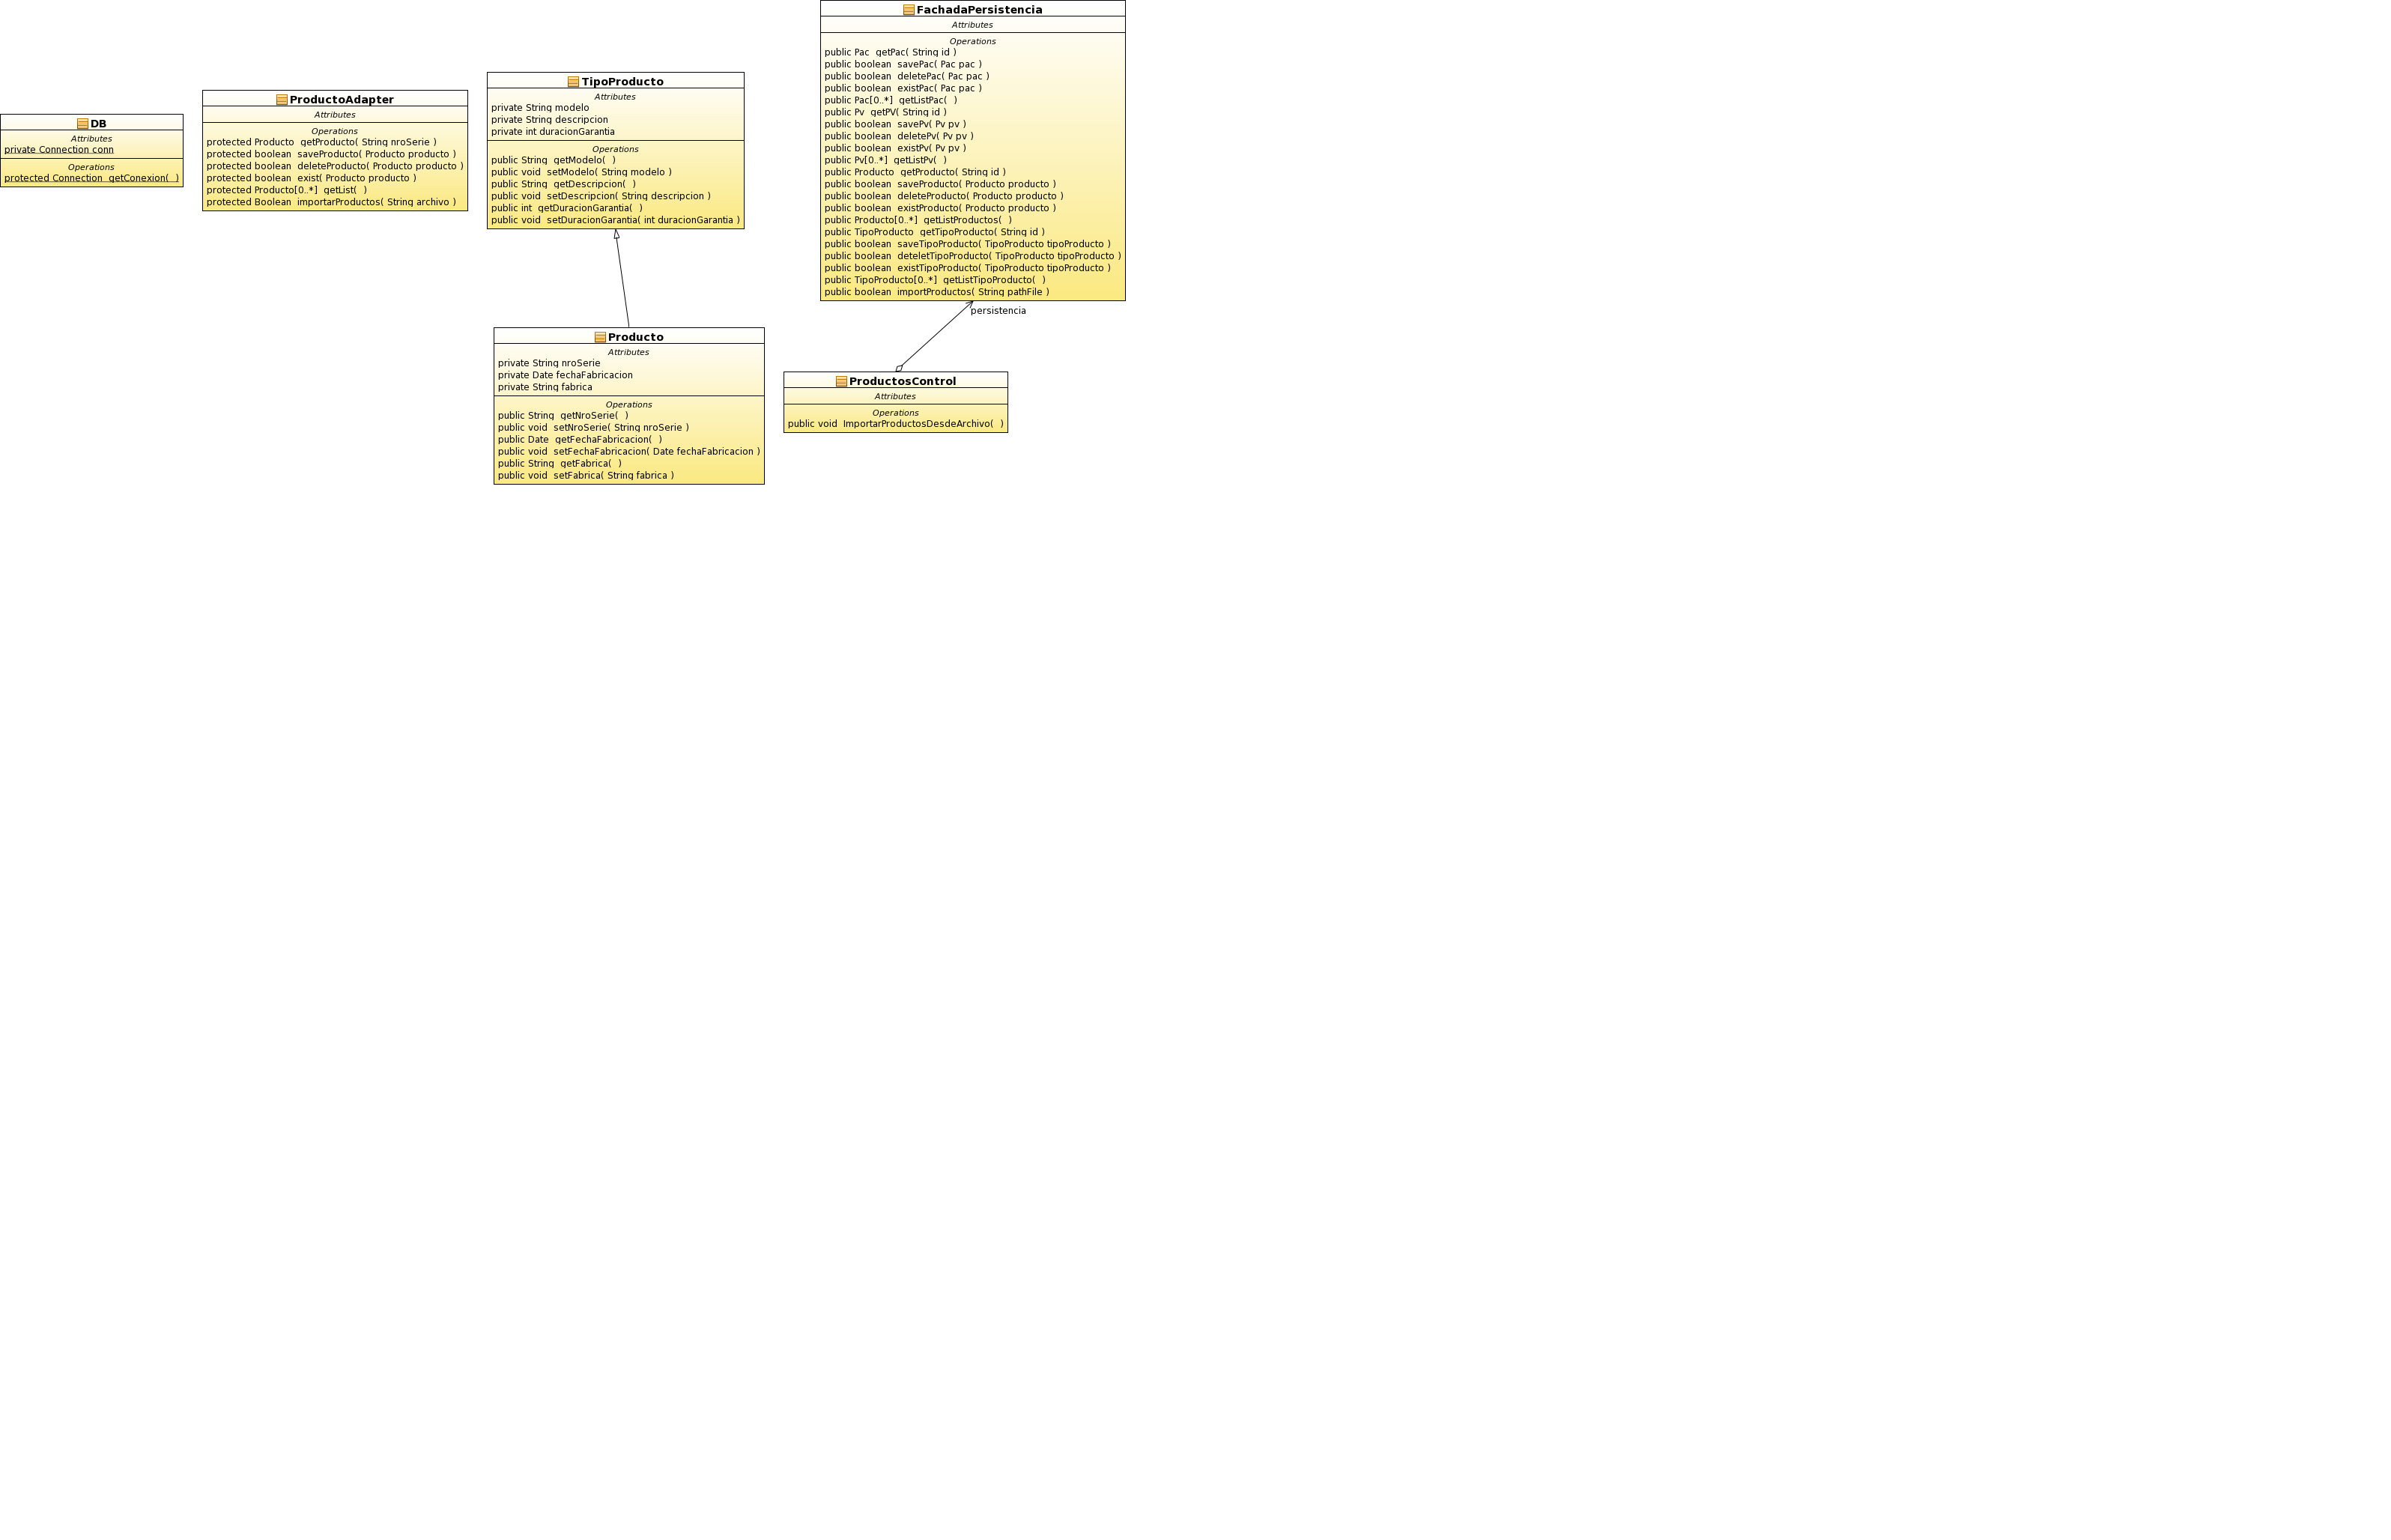 DB
Attributes
private Connection conn
Operations
protected Connection getConexion( )
ProductoAdapter
Attributes
Operations
protected Producto getProducto( String nroSerie )
protected boolean saveProducto( Producto producto )
protected boolean deleteProducto( Producto producto )
protected boolean exist( Producto producto )
protected Producto[0..*] getList( )
protected Boolean importarProductos( String archivo )
TipoProducto
Attributes
private String modelo
private String descripcion
private int duracionGarantia
Operations
public String getModelo( )
public void setModelo( String modelo )
public String getDescripcion( )
public void setDescripcion( String descripcion )
public int getDuracionGarantia( )
public void setDuracionGarantia( int duracionGarantia )
FachadaPersistencia
Attributes
Operations
public Pac getPac( String id )
public boolean savePac( Pac pac )
public boolean deletePac( Pac pac )
public boolean existPac( Pac pac )
public Pac[0..*] getListPac( )
public Pv getPV( String id )
public boolean savePv( Pv pv )
public boolean deletePv( Pv pv )
public boolean existPv( Pv pv )
public Pv[0..*] getListPv( )
public Producto getProducto( String id )
public boolean saveProducto( Producto producto )
public boolean deleteProducto( Producto producto )
public boolean existProducto( Producto producto )
public Producto[0..*] getListProductos( )
public TipoProducto getTipoProducto( String id )
public boolean saveTipoProducto( TipoProducto tipoProducto )
public boolean deteletTipoProducto( TipoProducto tipoProducto )
public boolean existTipoProducto( TipoProducto tipoProducto )
public TipoProducto[0..*] getListTipoProducto( )
public boolean importProductos( String pathFile )
persistencia
Producto
Attributes
private String nroSerie
private Date fechaFabricacion
private String fabrica
Operations
public String getNroSerie( )
public void setNroSerie( String nroSerie )
public Date getFechaFabricacion( )
public void setFechaFabricacion( Date fechaFabricacion )
public String getFabrica( )
public void setFabrica( String fabrica )
ProductosControl
Attributes
Operations
public void ImportarProductosDesdeArchivo( )